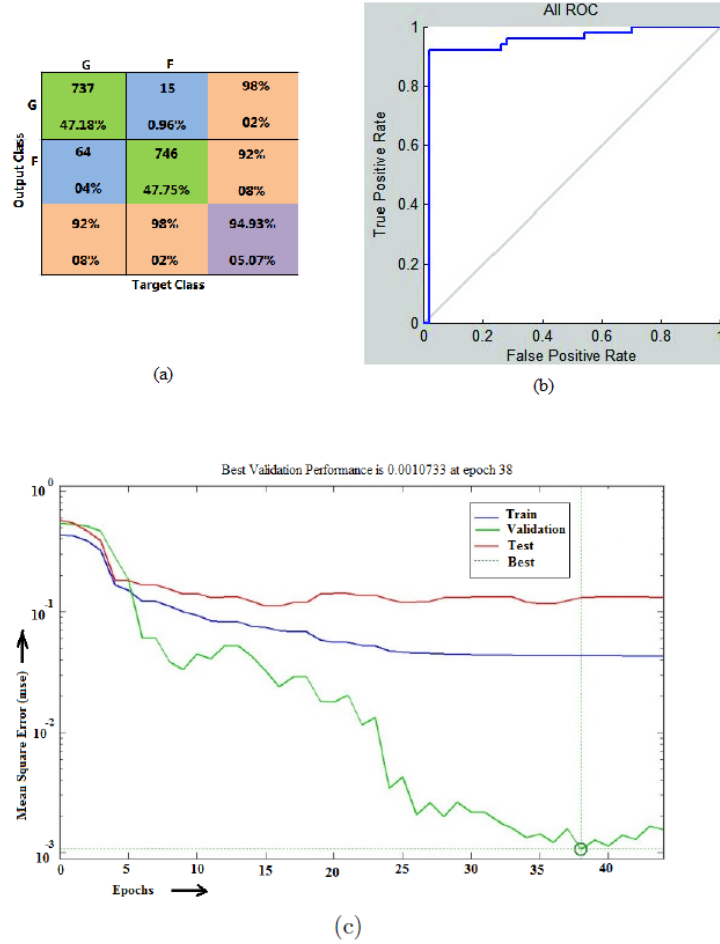 G F
G 737 15 98%
47.18% 0.96% 02%
F 64 746 92%
04% 47.75% 08%
92% 98% 94.93%
08% 02% 05.07%
Output Class
Target Class
(a)
All ROC
1
0.8
0.6
0.4
0.2
0
0 0.2 0.4 0.6 0.8 1
True Positive Rate
False Positive Rate
(b)
Best Validation Performance is 0.0010733 at epoch 38
10^0
10^-1
10^-2
10^-3
Mean Square Error (mse)
Train
Validation
Test
Best
0 5 10 15 20 25 30 35 40
Epochs
(c)